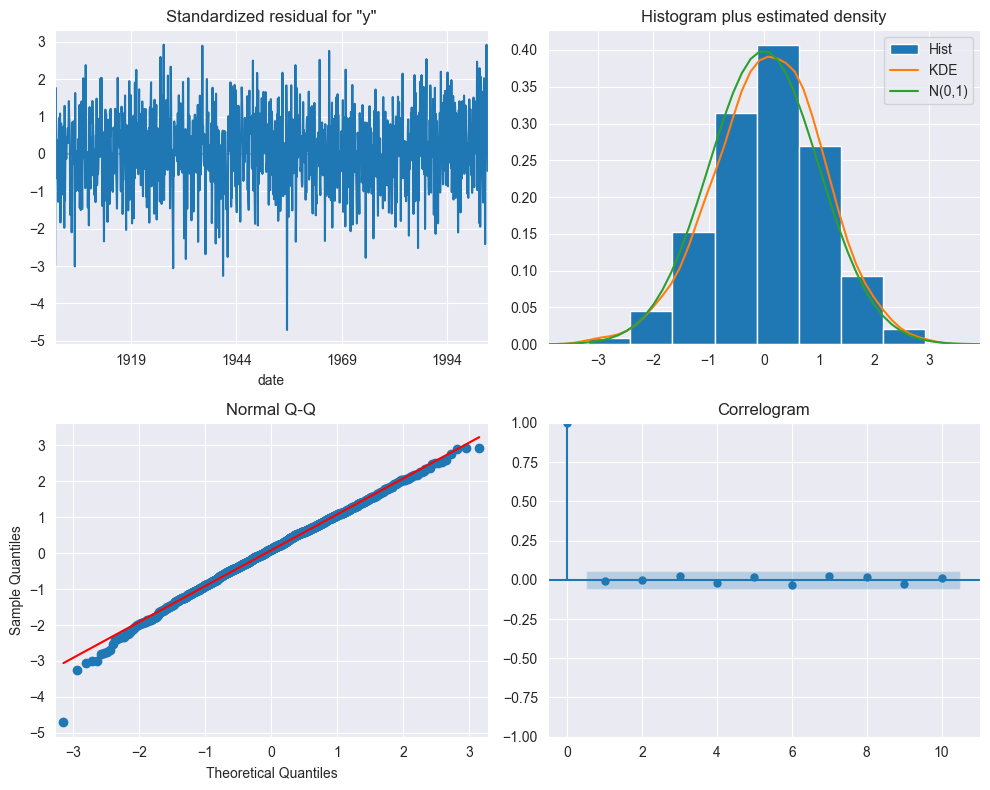 Standardized residual for "y"
3
2
1
0
−1
−2
−3
−4
−5
1919 1944 1969 1994
date
Histogram plus estimated density
Hist
KDE
N(0,1)
0.40
0.35
0.30
0.25
0.20
0.15
0.10
0.05
0.00
−3 −2 −1 0 1 2 3
Normal Q-Q
Sample Quantiles
3
2
1
0
−1
−2
−3
−4
−5
−3 −2 −1 0 1 2 3
Theoretical Quantiles
Correlogram
1.00
0.75
0.50
0.25
0.00
−0.25
−0.50
−0.75
−1.00
0 2 4 6 8 10